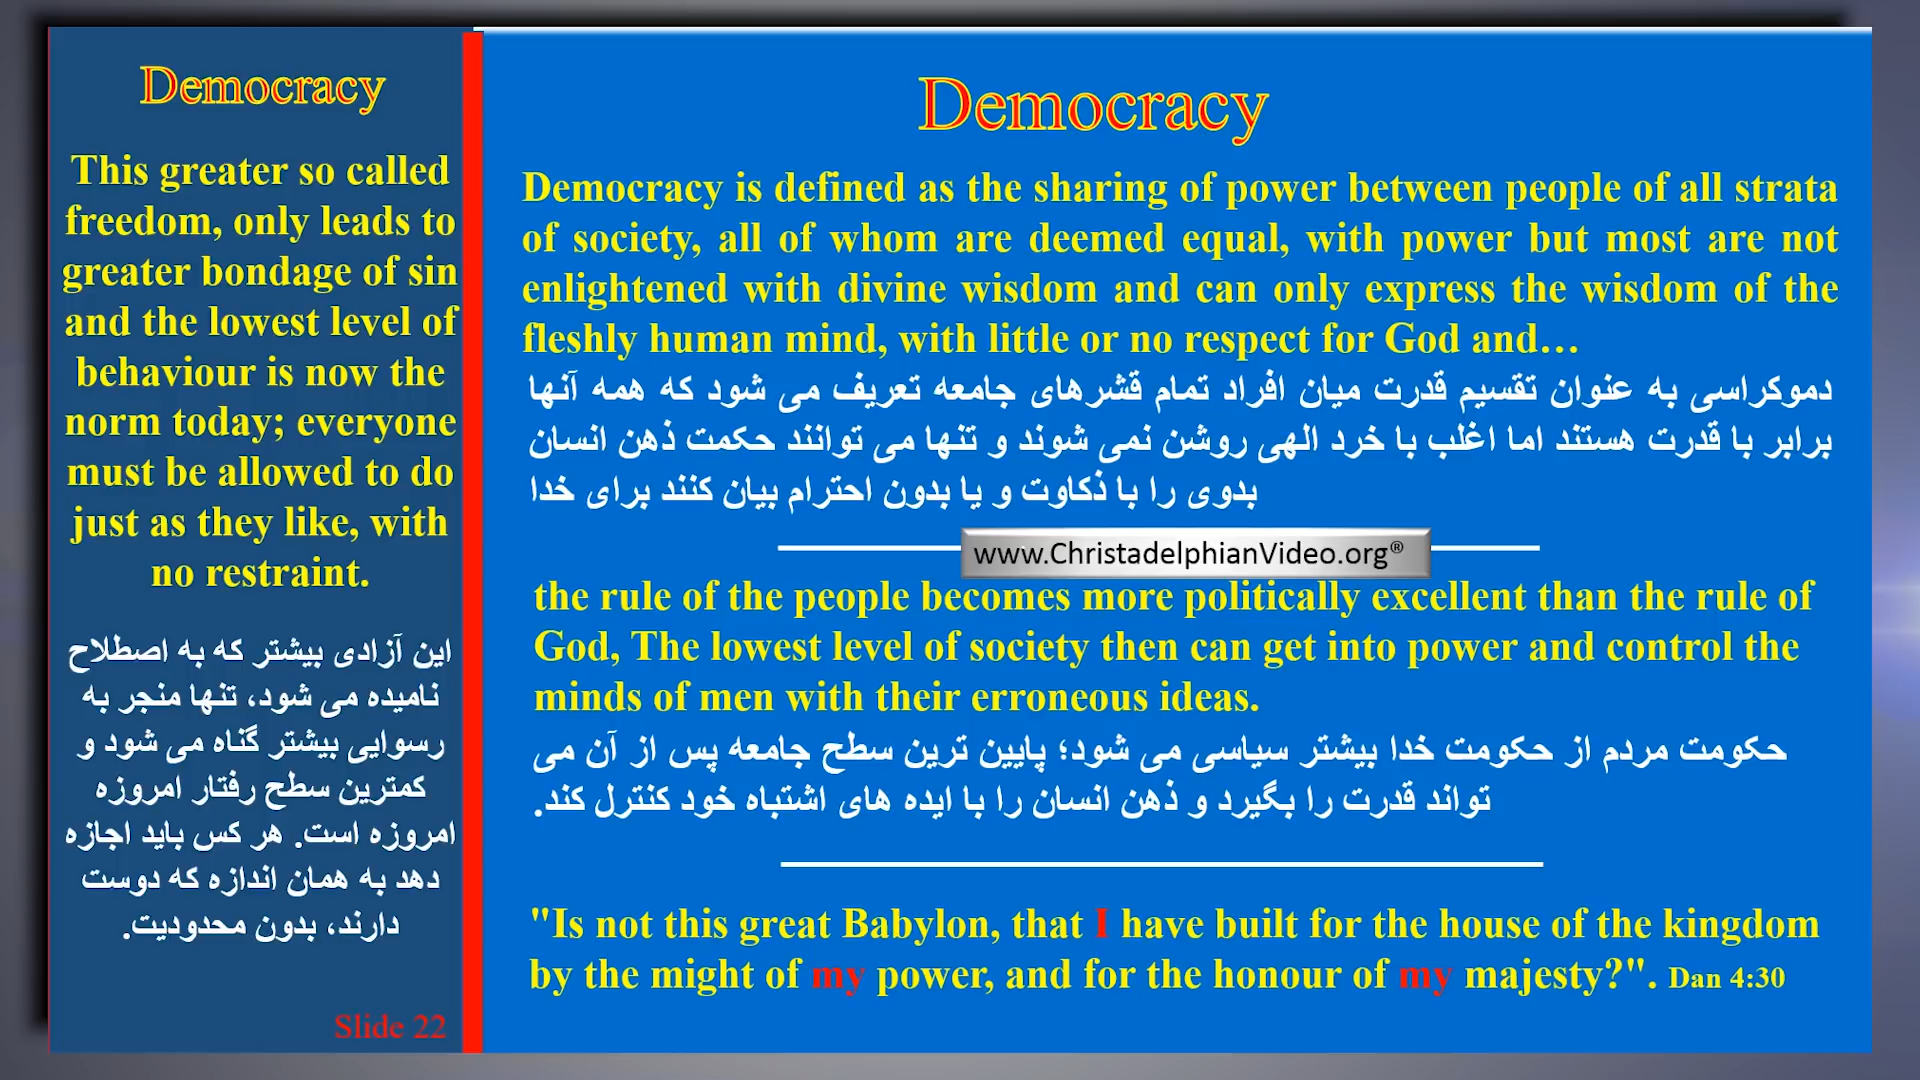 Democracy
This greater so called
freedom, only leads to
greater bondage of sin
and the lowest level of
behaviour is now the
norm today; everyone
must be allowed to do
just as they like, with
no restraint.
این آزادی بیشتر که به اصطلاح
نامیده می شود، تنها منجر به
رسوایی بیشتر گناه می شود و
کمترین سطح رفتار امروزه
امروزه است. هر کس باید اجازه
دهد به همان اندازه که دوست
دارند، بدون محدودیت.
Slide 22
Democracy
Democracy is defined as the sharing of power between people of all strata
of society, all of whom are deemed equal, with power but most are not
enlightened with divine wisdom and can only express the wisdom of the
fleshly human mind, with little or no respect for God and…
دموکراسی به عنوان تقسیم قدرت میان افراد تمام قشرهای جامعه تعریف می شود که همه آنها
برابر با قدرت هستند اما اغلب با خرد الهی روشن نمی شوند و تنها می توانند حکمت ذهن انسان
بدوی را با ذکاوت و یا بدون احترام بیان کنند برای خدا
www.ChristadelphianVideo.org®
the rule of the people becomes more politically excellent than the rule of
God, The lowest level of society then can get into power and control the
minds of men with their erroneous ideas.
حکومت مردم از حکومت خدا بیشتر سیاسی می شود؛ پایین ترین سطح جامعه پس از آن می
تواند قدرت را بگیرد و ذهن انسان را با ایده های اشتباه خود کنترل کند.
"Is not this great Babylon, that I have built for the house of the kingdom
by the might of my power, and for the honour of my majesty?". Dan 4:30